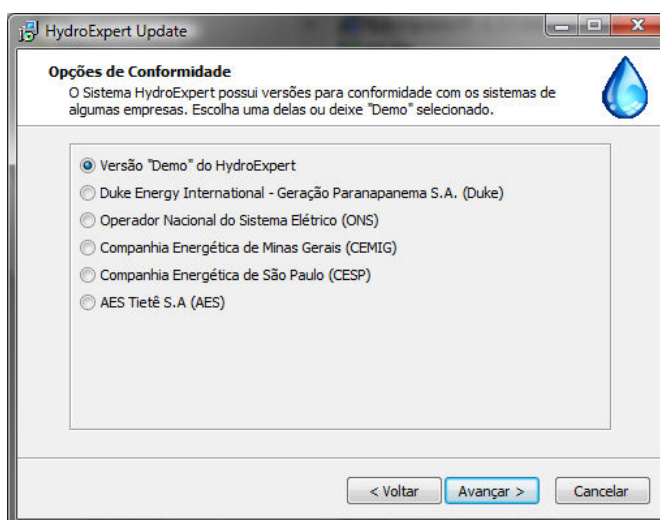 HydroExpert Update
Opções de Conformidade
O Sistema HydroExpert possui versões para conformidade com os sistemas de
algumas empresas. Escolha uma delas ou deixe "Demo" selecionado.
Versão "Demo" do HydroExpert
Duke Energy International - Geração Paranapanema S.A. (Duke)
Operador Nacional do Sistema Elétrico (ONS)
Companhia Energética de Minas Gerais (CEMIG)
Companhia Energética de São Paulo (CESP)
AES Tietê S.A (AES)
< Voltar Avançar > Cancelar